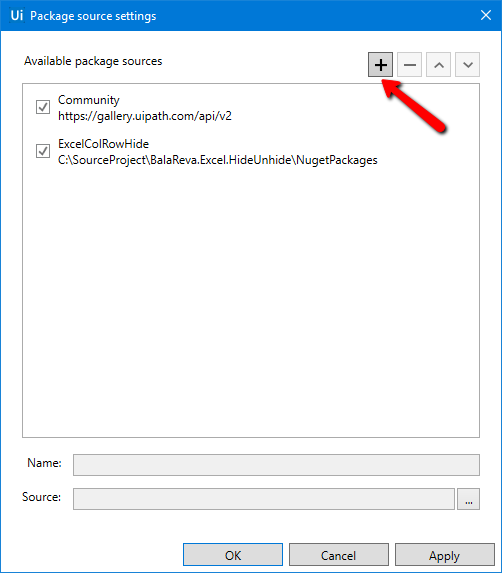 Ui Package source settings
Available package sources
Community
https://gallery.uipath.com/api/v2
ExcelColRowHide
C:\SourceProject\BalaReva.Excel.HideUnhide\NugetPackages
Name:
Source:
...
OK Cancel Apply